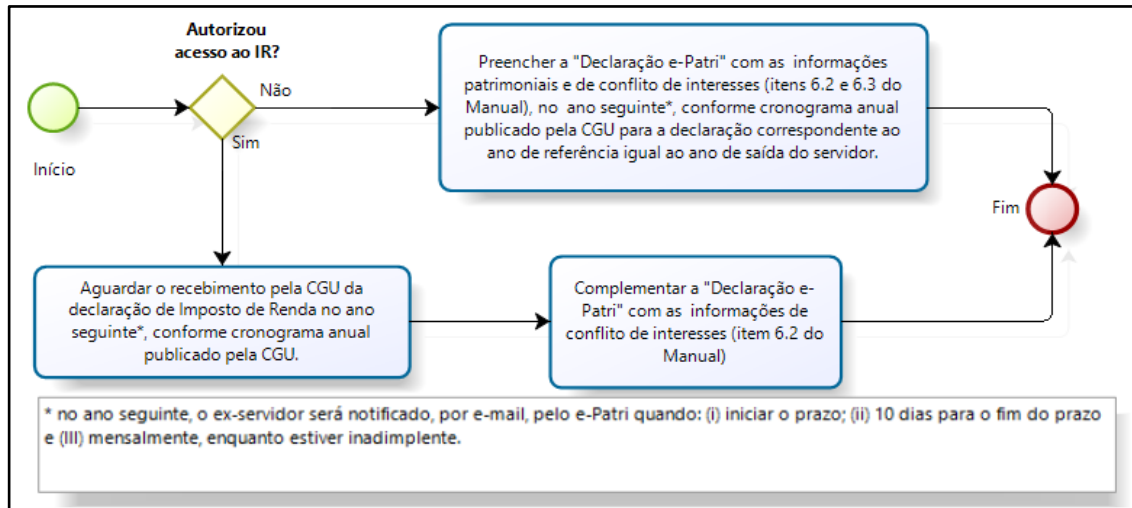 Autorizou
acesso ao IR?
Início
Não
Sim
Preencher a "Declaração e-Patri" com as informações
patrimoniais e de conflito de interesses (itens 6.2 e 6.3 do
Manual), no ano seguinte*, conforme cronograma anual
publicado pela CGU para a declaração correspondente ao
ano de referência igual ao ano de saída do servidor.
Fim
Aguardar o recebimento pela CGU da
declaração de Imposto de Renda no ano
seguinte*, conforme cronograma anual
publicado pela CGU.
Complementar a "Declaração e-
Patri" com as informações de
conflito de interesses (item 6.2 do
Manual)
* no ano seguinte, o ex-servidor será notificado, por e-mail, pelo e-Patri quando: (i) iniciar o prazo; (ii) 10 dias para o fim do prazo
e (III) mensalmente, enquanto estiver inadimplente.